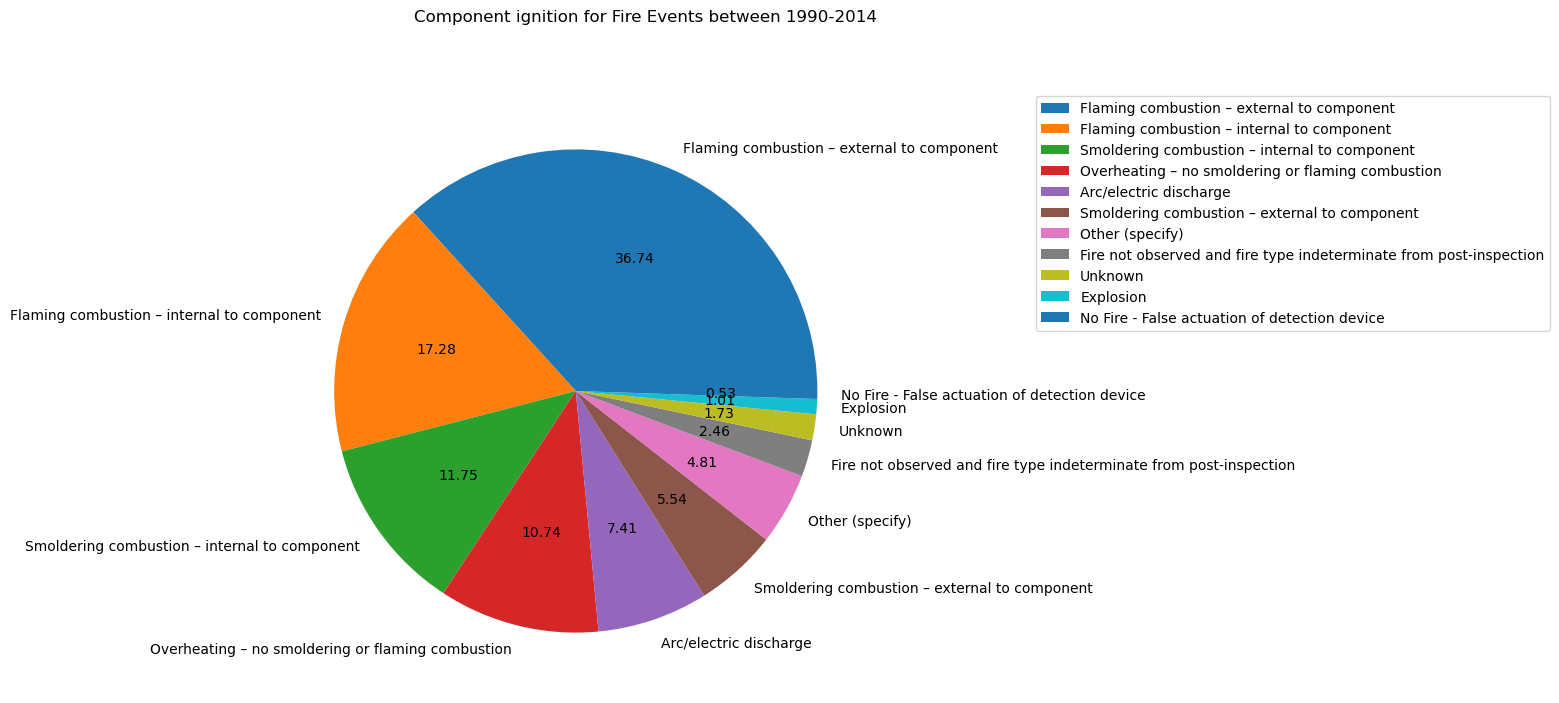 Component ignition for Fire Events between 1990-2014
Flaming combustion – external to component
36.74
Flaming combustion – internal to component
17.28
Smoldering combustion – internal to component
11.75
Overheating – no smoldering or flaming combustion
10.74
Arc/electric discharge
7.41
Smoldering combustion – external to component
5.54
Other (specify)
4.81
Fire not observed and fire type indeterminate from post-inspection
2.46
Unknown
1.73
Explosion
1.01
No Fire - False actuation of detection device
0.53
Flaming combustion – external to component
Flaming combustion – internal to component
Smoldering combustion – internal to component
Overheating – no smoldering or flaming combustion
Arc/electric discharge
Smoldering combustion – external to component
Other (specify)
Fire not observed and fire type indeterminate from post-inspection
Unknown
Explosion
No Fire - False actuation of detection device